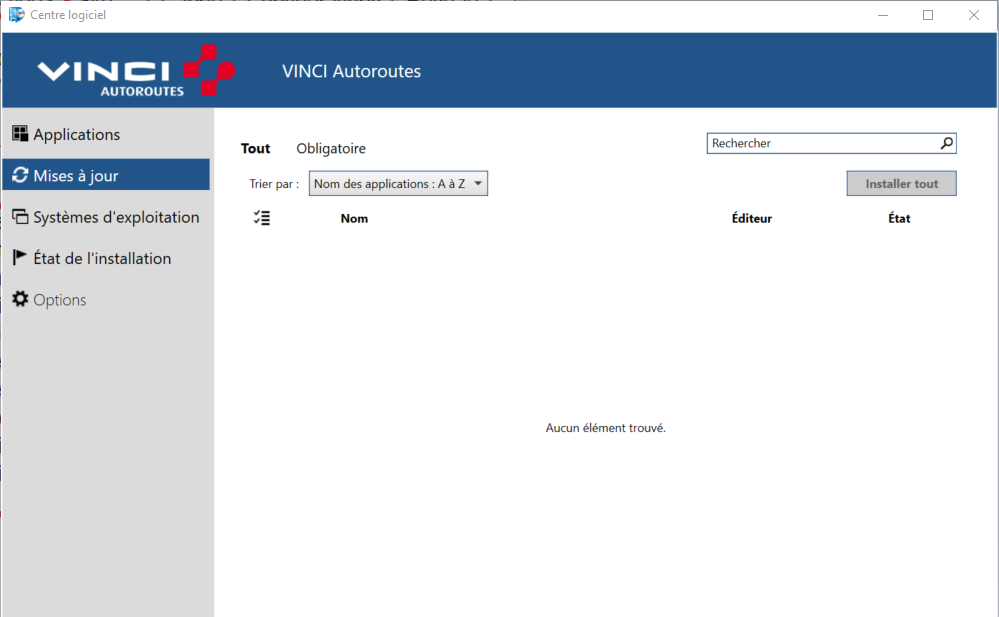 Centre logiciel
VINCI
AUTOROUTES
VINCI Autoroutes
Applications
Mises à jour
Systèmes d'exploitation
État de l'installation
Options
Tout Obligatoire
Rechercher
Trier par : Nom des applications : A à Z
Installer tout
Nom Éditeur État
Aucun élément trouvé.